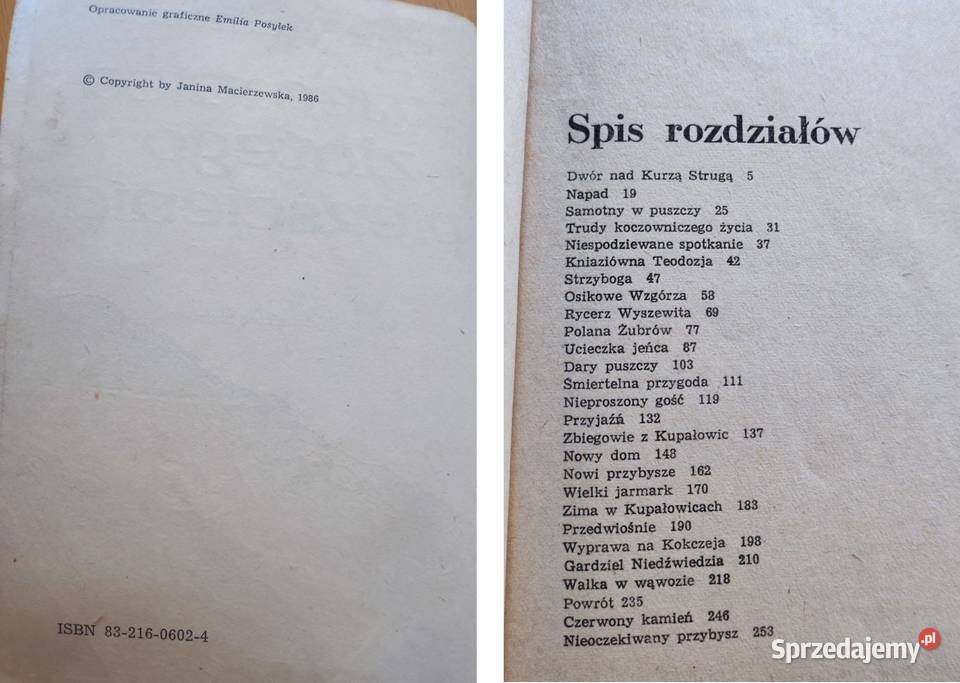 Opracowanie graficzne Emilia Posyłek
© Copyright by Janina Macierzewska, 1986
ISBN 83-216-0602-4
Spis rozdziałów
Dwór nad Kurzą Strugą 5
Napad 19
Samotny w puszczy 25
Trudy koczowniczego życia 31
Niespodziewane spotkanie 37
Kniaziówna Teodozja 42
Strzyboga 47
Osikowe Wzgórza 58
Rycerz Wyszewita 69
Polana Żubrów 77
Ucieczka jeńca 87
Dary puszczy 103
Śmiertelna przygoda 111
Nieproszony gość 119
Przyjaźń 132
Zbiegowie z Kupałowic 137
Nowy dom 148
Nowi przybysze 162
Wielki jarmark 170
Zima w Kupałowicach 183
Przedwiośnie 190
Wyprawa na Kokczeja 198
Gardziel Niedźwiedzia 210
Walka w wąwozie 218
Powrót 235
Czerwony kamień 246
Nieoczekiwany przybysz 253
Sprzedajemy.pl